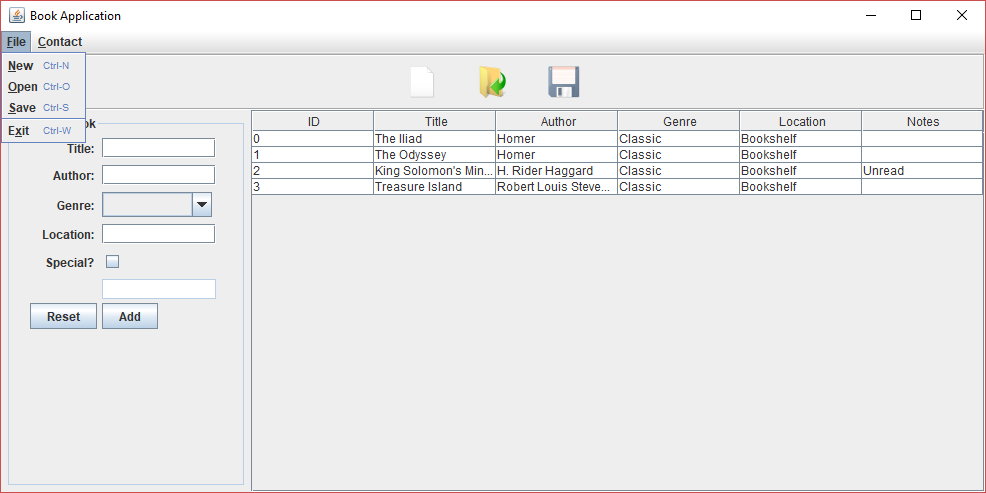 Book Application
File Contact
New Ctrl-N
Open Ctrl-O
Save Ctrl-S
Exit Ctrl-W
Title:
Author:
Genre:
Location:
Special?
Reset Add
ID Title Author Genre Location Notes
0 The Iliad Homer Classic Bookshelf
1 The Odyssey Homer Classic Bookshelf
2 King Solomon's Min... H. Rider Haggard Classic Bookshelf Unread
3 Treasure Island Robert Louis Steve... Classic Bookshelf